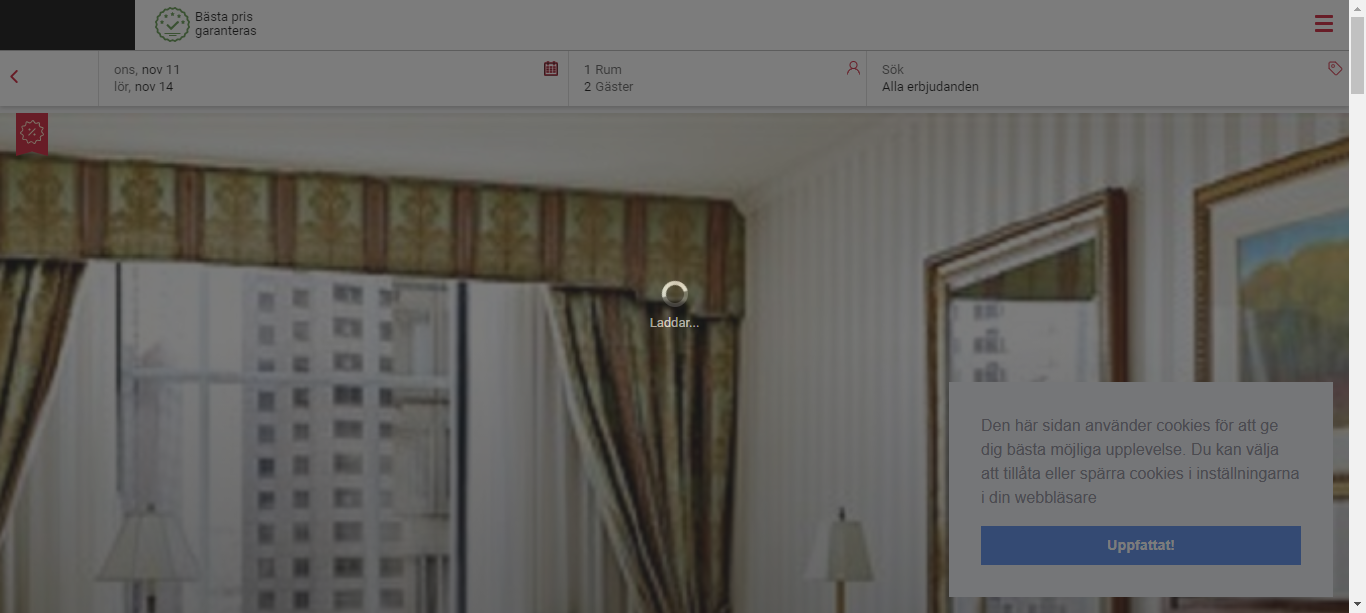 Bästa pris
garanteras
ons, nov 11
lör, nov 14
1 Rum
2 Gäster
Sök
Alla erbjudanden
Laddar...
Den här sidan använder cookies för att ge
dig bästa möjliga upplevelse. Du kan välja
att tillåta eller spärra cookies i inställningarna
i din webbläsare
Uppfattat!